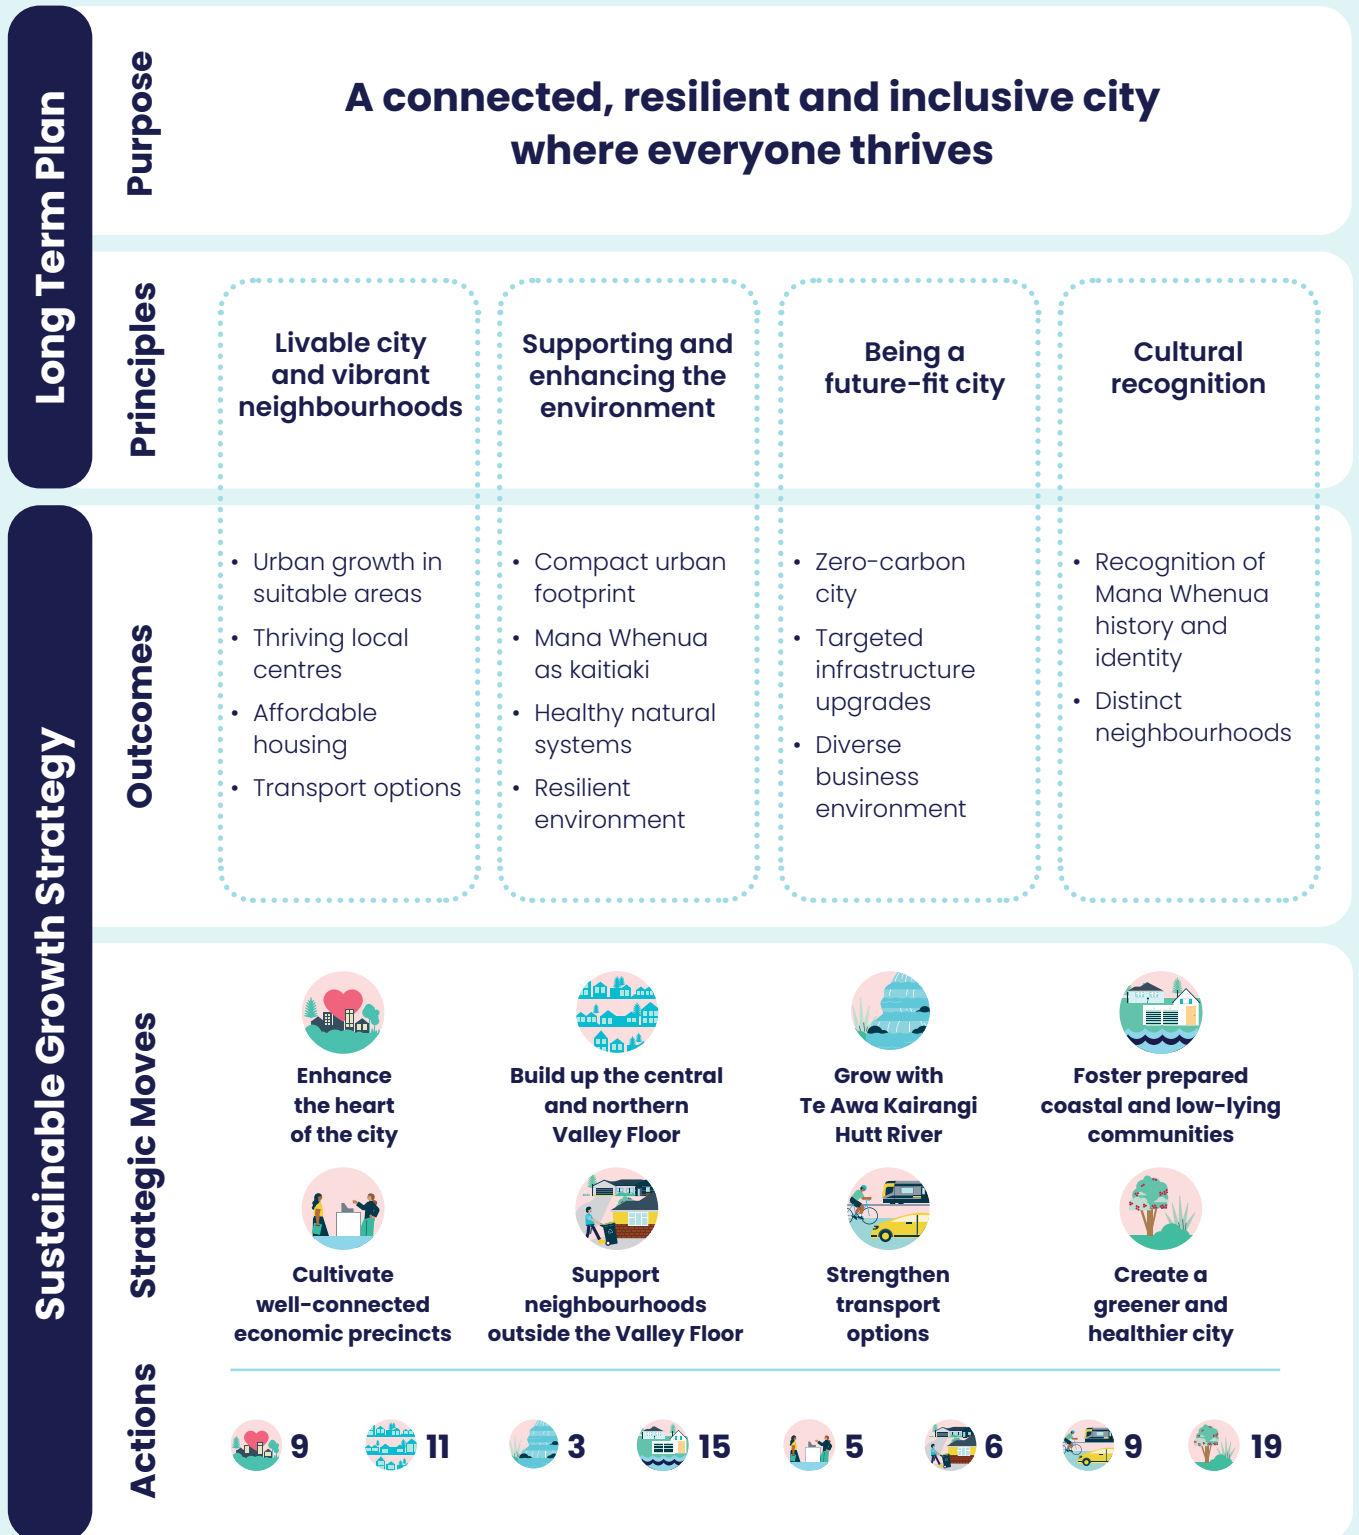 Long Term Plan
Purpose
A connected, resilient and inclusive city
where everyone thrives
Principles
Livable city
and vibrant
neighbourhoods
Supporting and
enhancing the
environment
Being a
future-fit city
Cultural
recognition
Sustainable Growth Strategy
Outcomes
• Urban growth in
suitable areas
• Thriving local
centres
• Affordable
housing
• Transport options
• Compact urban
footprint
• Mana Whenua
as kaitiaki
• Healthy natural
systems
• Resilient
environment
• Zero-carbon
city
• Targeted
infrastructure
upgrades
• Diverse
business
environment
• Recognition of
Mana Whenua
history and
identity
• Distinct
neighbourhoods
Strategic Moves
Enhance
the heart
of the city
Build up the central
and northern
Valley Floor
Grow with
Te Awa Kairangi
Hutt River
Foster prepared
coastal and low-lying
communities
Cultivate
well-connected
economic precincts
Support
neighbourhoods
outside the Valley Floor
Strengthen
transport
options
Create a
greener and
healthier city
Actions
9
11
3
15
5
6
9
19